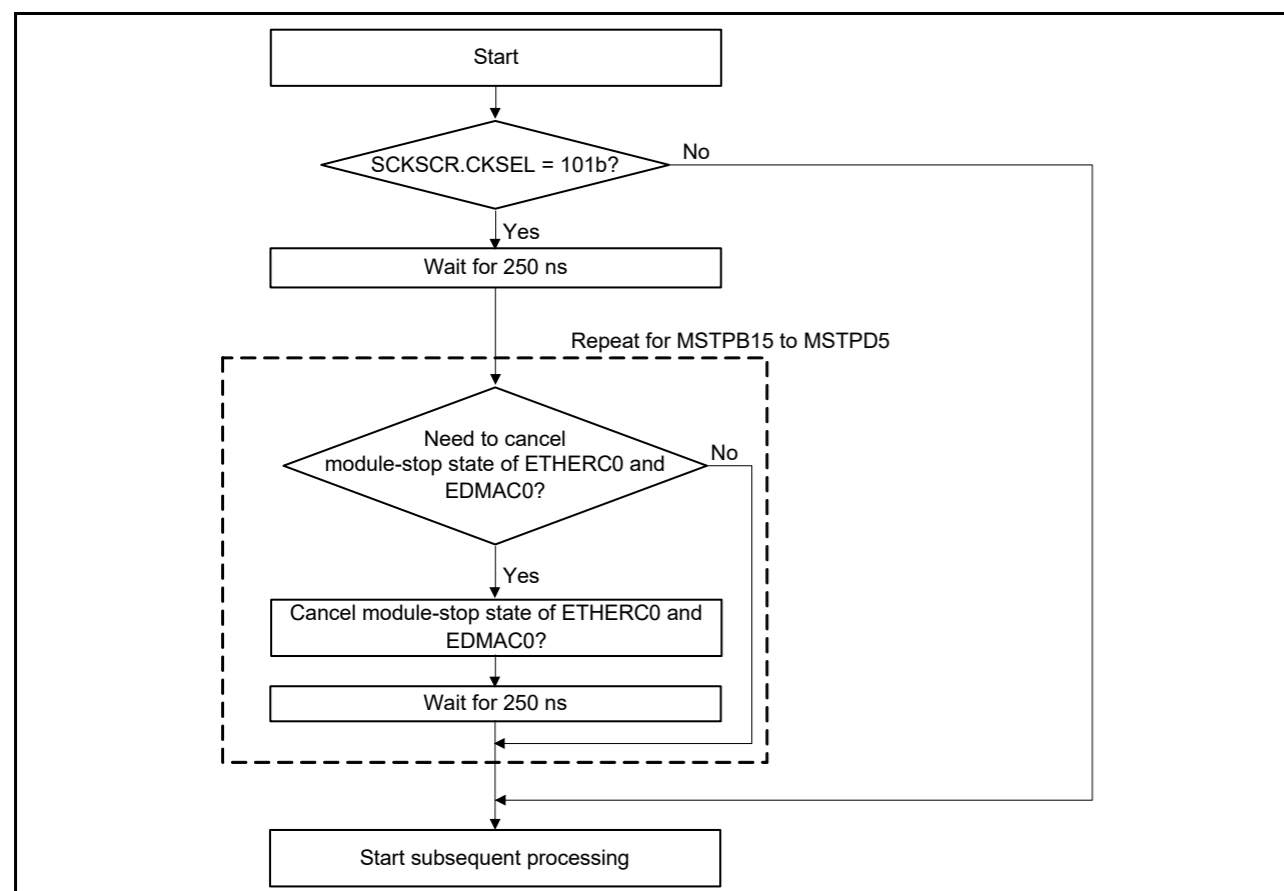 Start
SCKSCR.CKSEL = 101b?
No
Yes
Wait for 250 ns
Repeat for MSTPB15 to MSTPD5
Need to cancel
module-stop state of ETHERC0 and
EDMAC0?
No
Yes
Cancel module-stop state of ETHERC0 and
EDMAC0?
Wait for 250 ns
Start subsequent processing